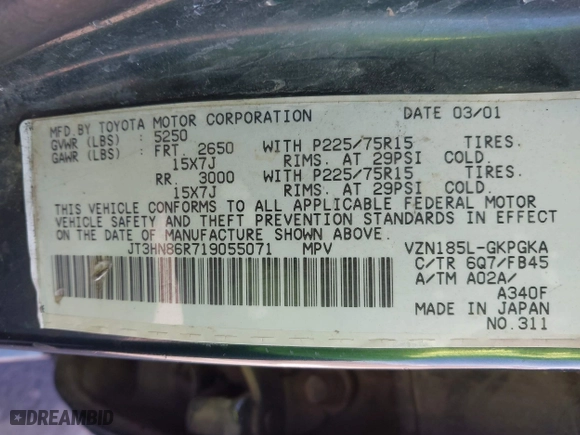 MFD.BY TOYOTA MOTOR CORPORATION DATE 03/01
GVWR (LBS) : 5250
GAWR (LBS) : FRT. 2650 WITH P225/75R15 TIRES.
15X7J RIMS. AT 29PSI COLD.
RR. 3000 WITH P225/75R15 TIRES.
15X7J RIMS. AT 29PSI COLD.
THIS VEHICLE CONFORMS TO ALL APPLICABLE FEDERAL MOTOR
VEHICLE SAFETY AND THEFT PREVENTION STANDARDS IN EFFECT
ON THE DATE OF MANUFACTURE SHOWN ABOVE.
JT3HN86R719055071 MPV VZN185L-GKPGKA
C/TR 6Q7/FB45
A/TM A02A/
A340F
MADE IN JAPAN
NO.311
DREAMBID